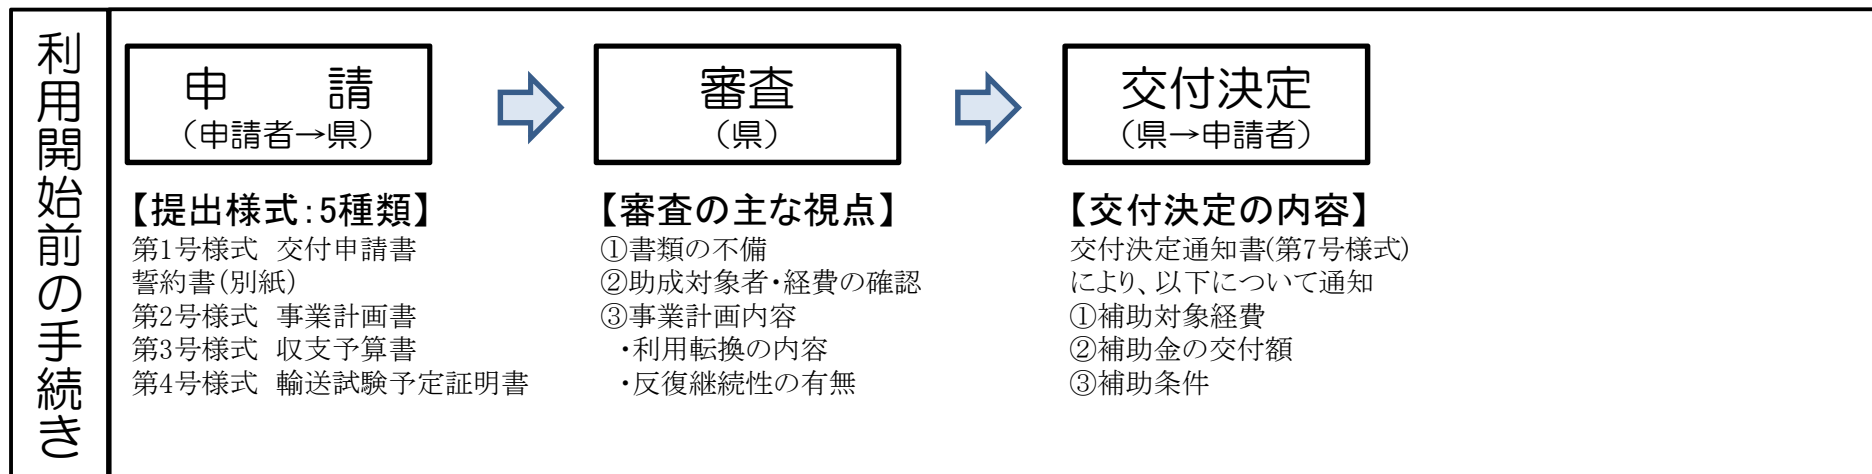 利用開始前の手続き
申　　請
（申請者→県）
【提出様式：5種類】
第1号様式　交付申請書
誓約書(別紙)
第2号様式　事業計画書
第3号様式　収支予算書
第4号様式　輸送試験予定証明書
審査
（県）
【審査の主な視点】
①書類の不備
②助成対象者・経費の確認
③事業計画内容
・利用転換の内容
・反復継続性の有無
交付決定
（県→申請者）
【交付決定の内容】
交付決定通知書(第7号様式)
により、以下について通知
①補助対象経費
②補助金の交付額
③補助条件